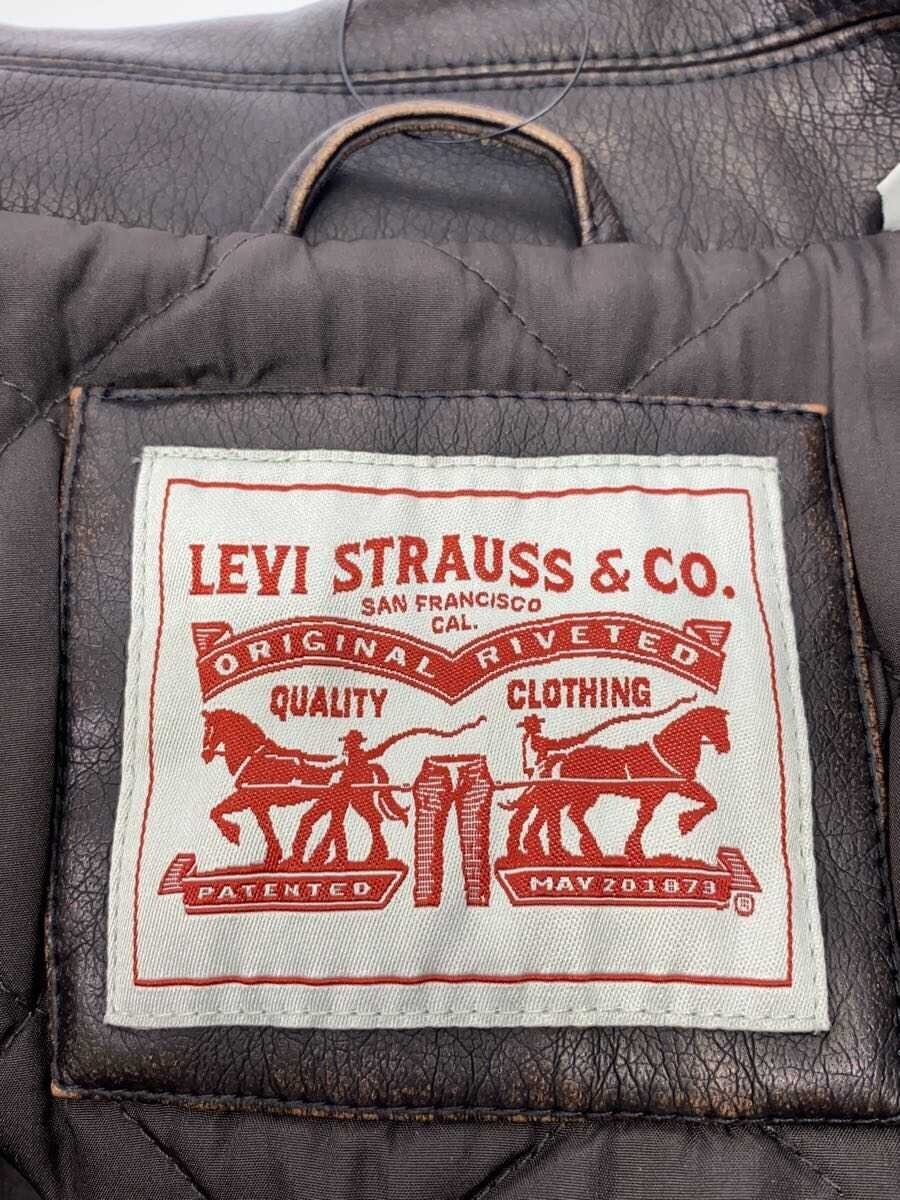 LEVI STRAUSS & CO.
SAN FRANCISCO
CAL.
ORIGINAL RIVETED
QUALITY CLOTHING
PATENTED MAY 20 1873
®